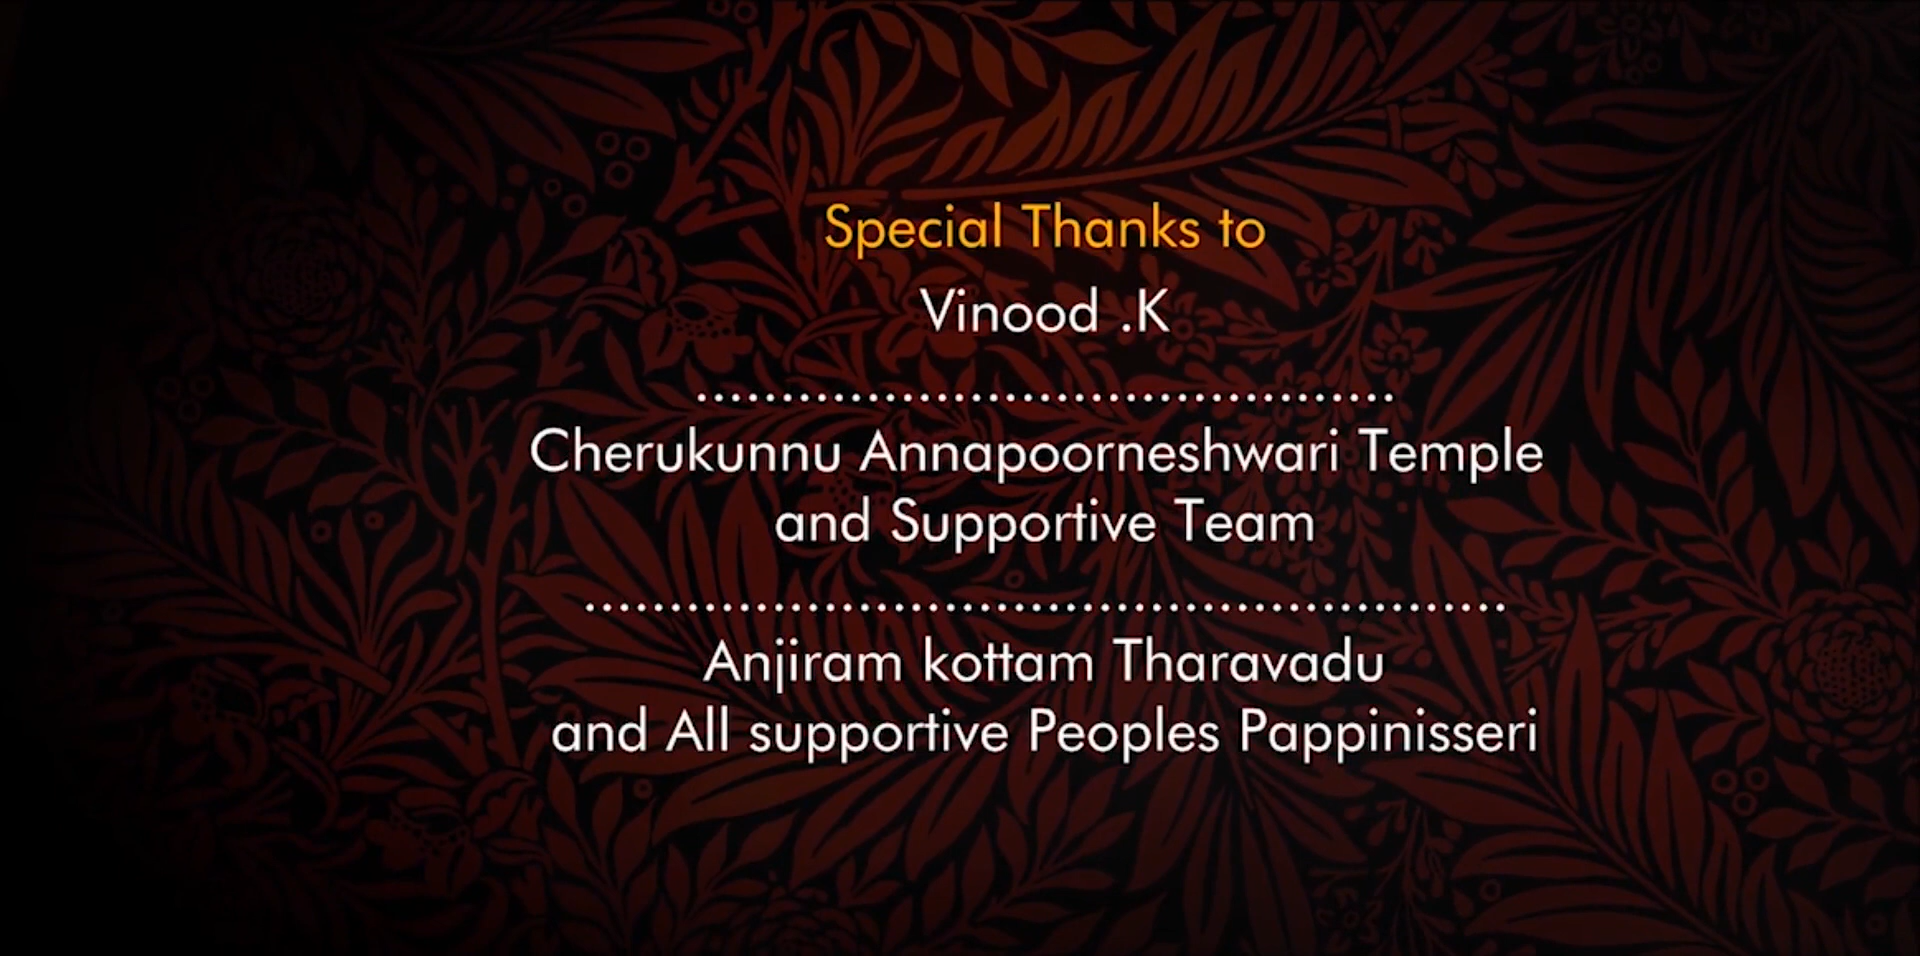 Special Thanks to
Vinood .K
.........................................
Cherukunnu Annapoorneshwari Temple
and Supportive Team
......................................................
Anjiram kottam Tharavadu
and All supportive Peoples Pappinisseri